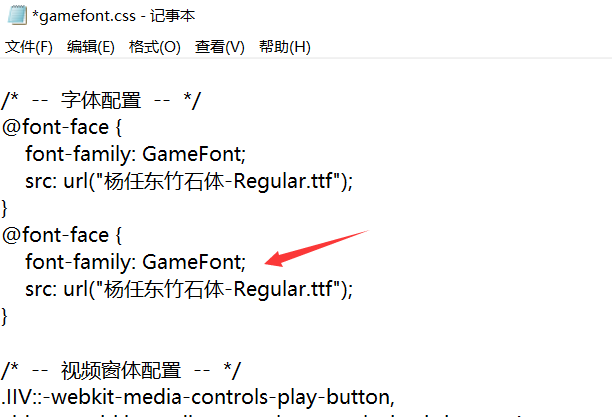 *gamefont.css - 记事本
文件(F) 编辑(E) 格式(O) 查看(V) 帮助(H)
/* -- 字体配置 -- */
@font-face {
font-family: GameFont;
src: url("杨任东竹石体-Regular.ttf");
}
@font-face {
font-family: GameFont;
src: url("杨任东竹石体-Regular.ttf");
}
/* -- 视频窗体配置 -- */
.IIV::-webkit-media-controls-play-button,